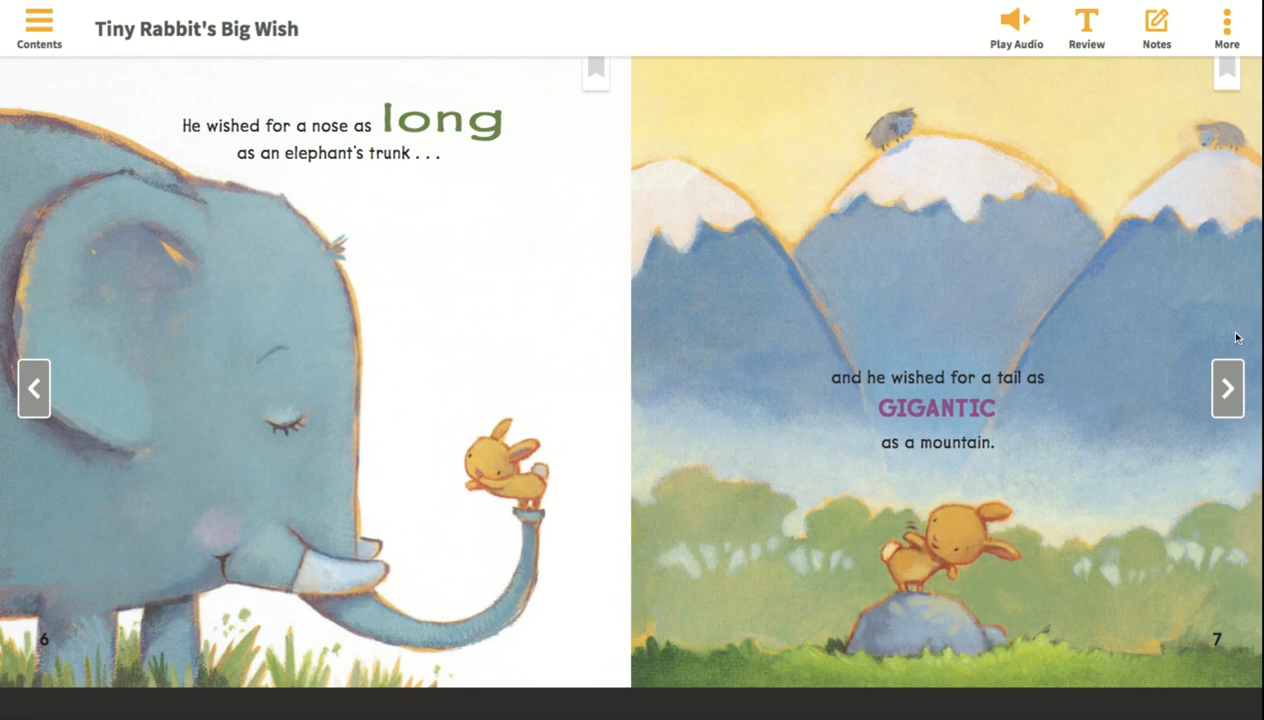 Contents
Tiny Rabbit's Big Wish
Play Audio
Review
Notes
More
He wished for a nose as long
as an elephant's trunk . . .
6
and he wished for a tail as
GIGANTIC
as a mountain.
7